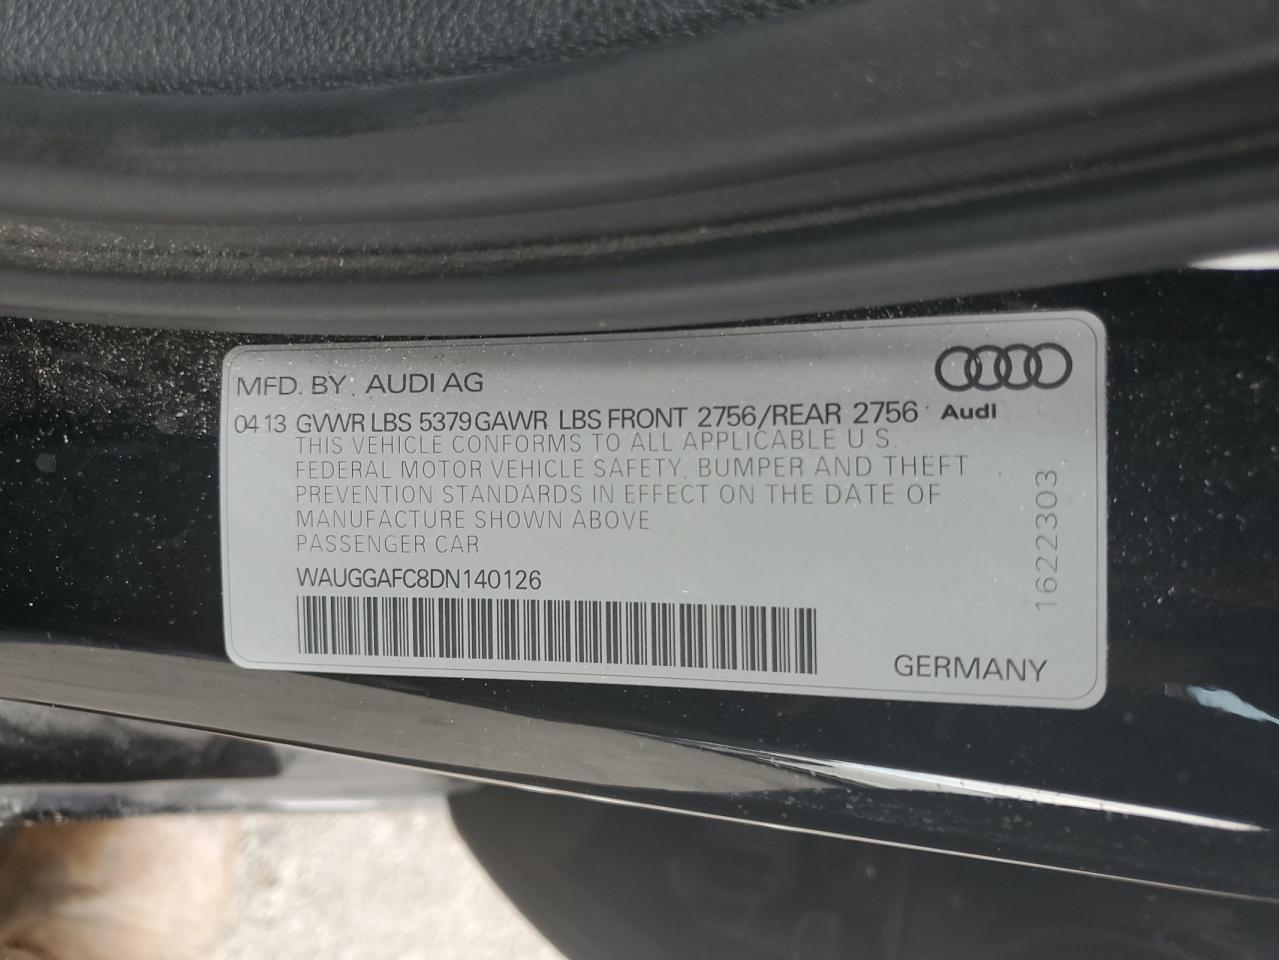 MFD. BY. AUDI AG
04 13 GVWR LBS 5379 GAWR LBS FRONT 2756/REAR 2756
Audi
THIS VEHICLE CONFORMS TO ALL APPLICABLE U.S.
FEDERAL MOTOR VEHICLE SAFETY, BUMPER AND THEFT
PREVENTION STANDARDS IN EFFECT ON THE DATE OF
MANUFACTURE SHOWN ABOVE
PASSENGER CAR
WAUGGAFC8DN140126
GERMANY
16222303